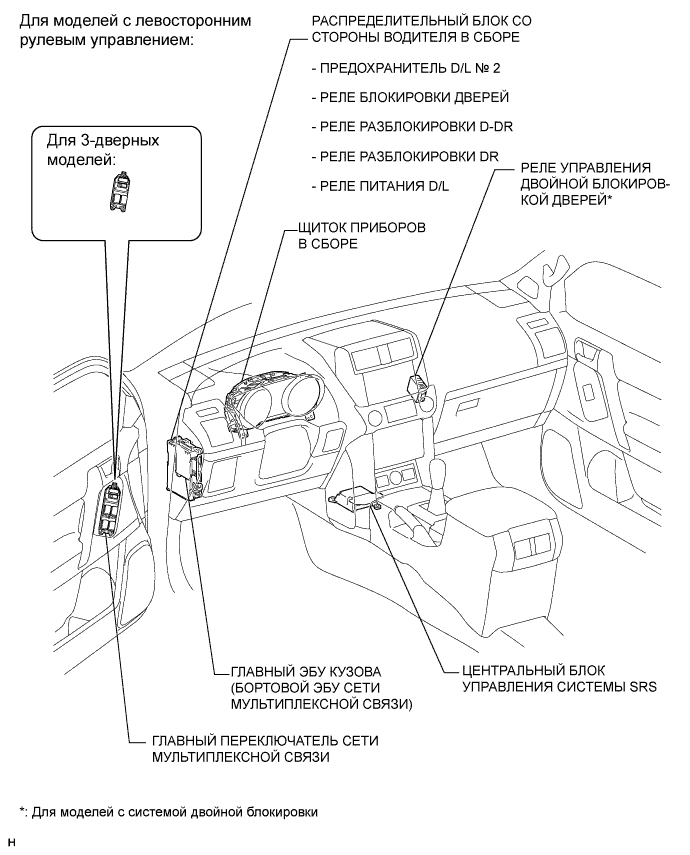 Для моделей с левосторонним
рулевым управлением:
РАСПРЕДЕЛИТЕЛЬНЫЙ БЛОК СО
СТОРОНЫ ВОДИТЕЛЯ В СБОРЕ
- ПРЕДОХРАНИТЕЛЬ D/L № 2
- РЕЛЕ БЛОКИРОВКИ ДВЕРЕЙ
- РЕЛЕ РАЗБЛОКИРОВКИ D-DR
- РЕЛЕ РАЗБЛОКИРОВКИ DR
- РЕЛЕ ПИТАНИЯ D/L
Для 3-дверных
моделей:
РЕЛЕ УПРАВЛЕНИЯ
ДВОЙНОЙ БЛОКИРОВ-
КОЙ ДВЕРЕЙ*
ЩИТОК ПРИБОРОВ
В СБОРЕ
ГЛАВНЫЙ ЭБУ КУЗОВА
(БОРТОВОЙ ЭБУ СЕТИ
МУЛЬТИПЛЕКСНОЙ СВЯЗИ)
ЦЕНТРАЛЬНЫЙ БЛОК
УПРАВЛЕНИЯ СИСТЕМЫ SRS
ГЛАВНЫЙ ПЕРЕКЛЮЧАТЕЛЬ СЕТИ
МУЛЬТИПЛЕКСНОЙ СВЯЗИ
*: Для моделей с системой двойной блокировки
H